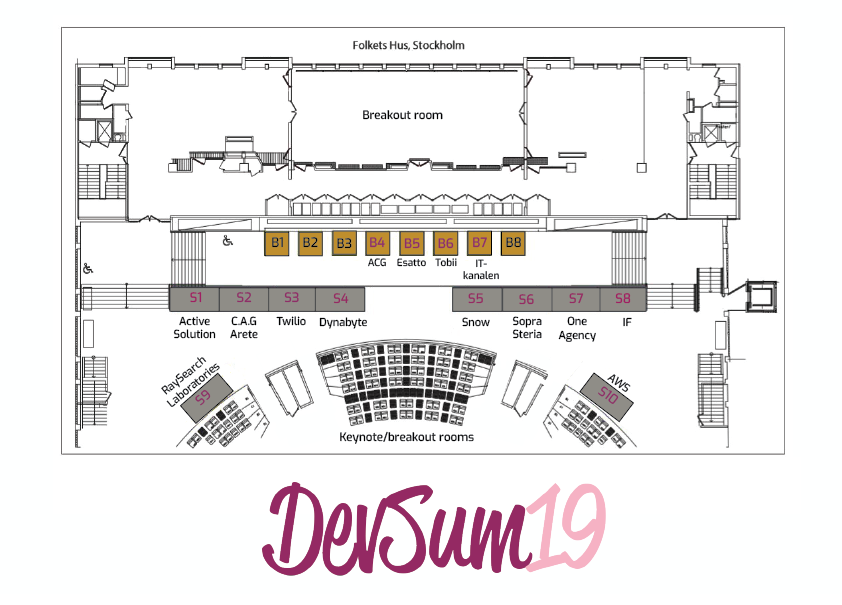 Folkets Hus, Stockholm
Breakout room
B1 B2 B3 B4 B5 B6 B7 B8
ACG Esatto Tobii IT-
kanalen
S1 S2 S3 S4 S5 S6 S7 S8
Active
Solution
C.A.G
Arete
Twilio
Dynabyte
Snow
Sopra
Steria
One
Agency
IF
RaySearch
Laboratories
S9
AWS
S10
Keynote/breakout rooms
DevSum19